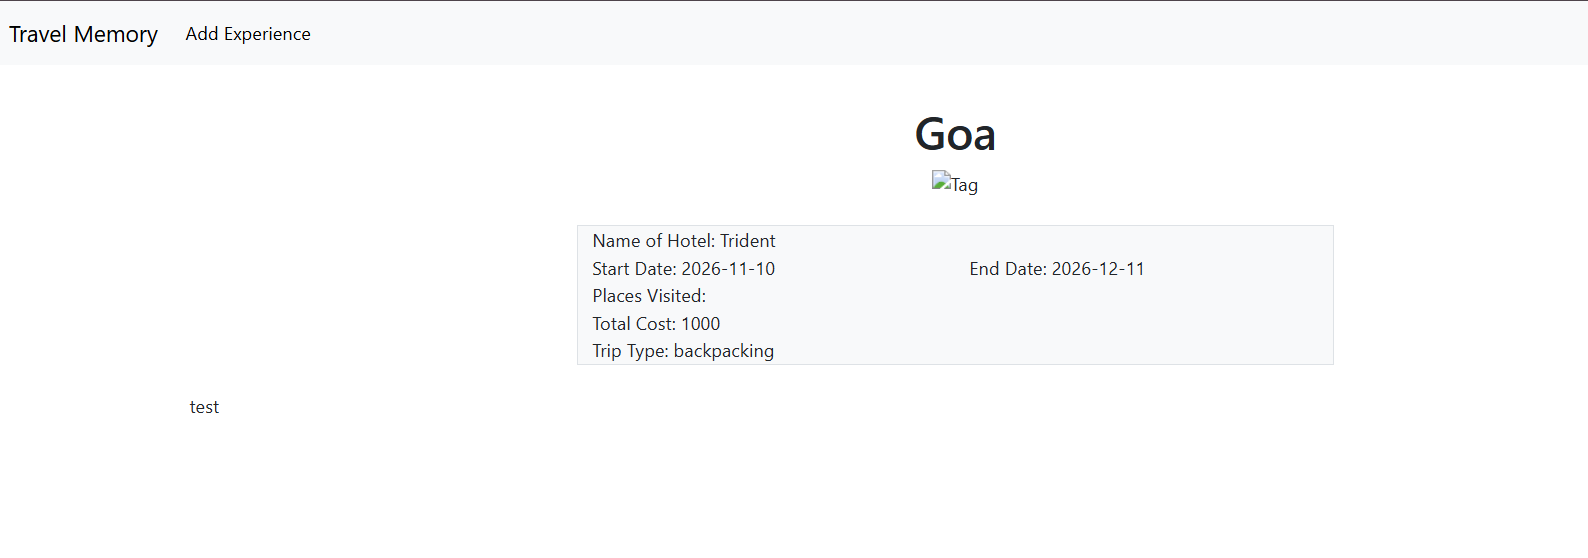 Travel Memory Add Experience
Goa
Tag
Name of Hotel: Trident
Start Date: 2026-11-10 End Date: 2026-12-11
Places Visited:
Total Cost: 1000
Trip Type: backpacking
test